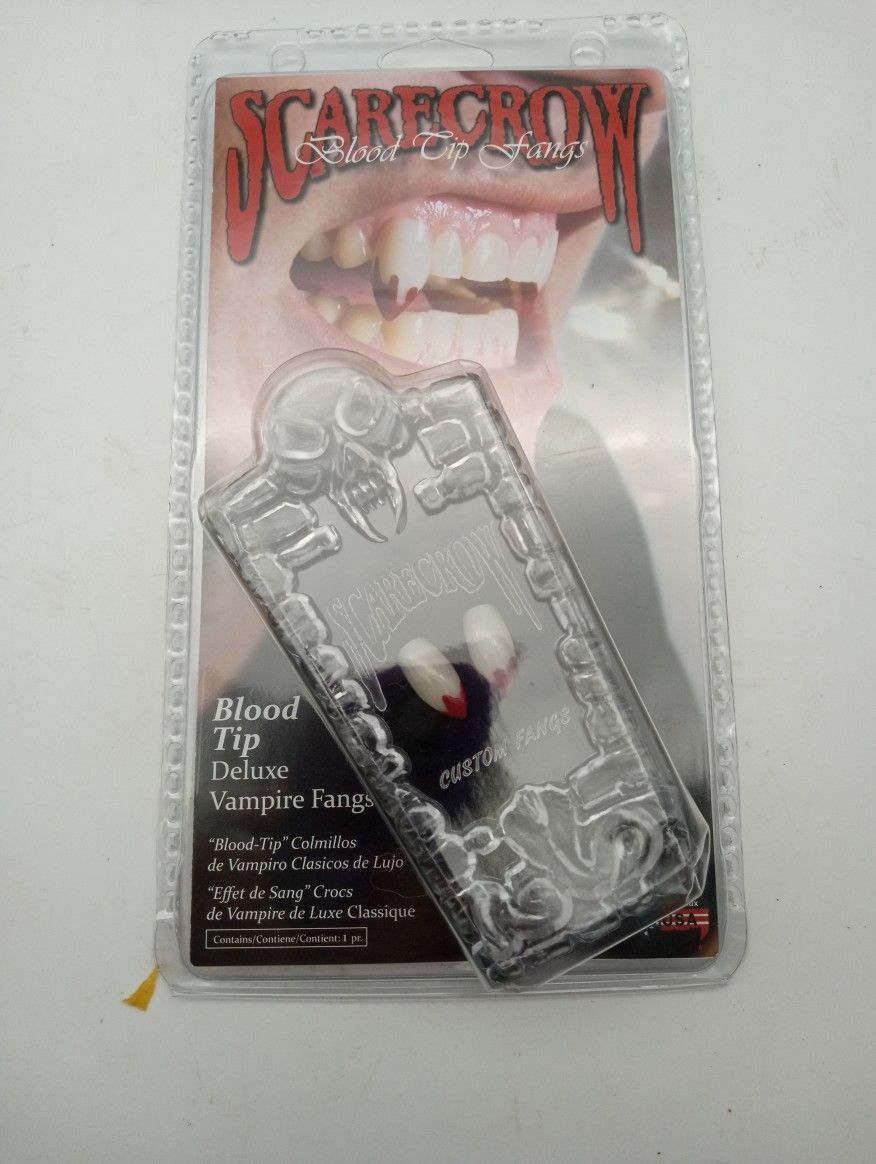 SCARECROW
Blood Tip Fangs
SCARECROW
CUSTOM FANGS
Blood
Tip
Deluxe
Vampire Fangs
“Blood-Tip” Colmillos
de Vampiro Clasicos de Lujo
“Effet de Sang” Crocs
de Vampire de Luxe Classique
Contains/Contiene/Contient: 1 pr.
USA